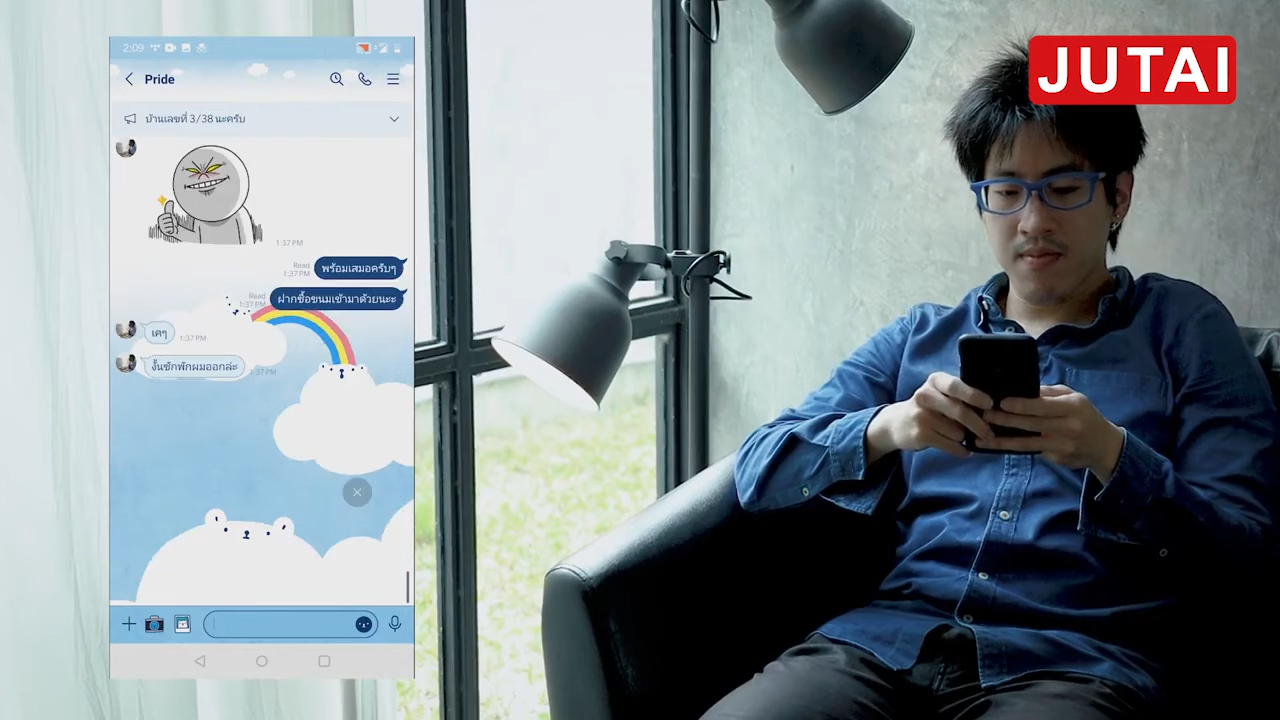 JUTAI
2:09
Pride
บ้านเลขที่ 3/38 นะครับ
1:37 PM
Read
1:37 PM
พร้อมเสมอครับๆ
Read
1:37 PM
ฝากซื้อขนมเข้ามาด้วยนะะ
เคๆ
1:37 PM
งั้นซักพักผมออกล่ะ
1:37 PM